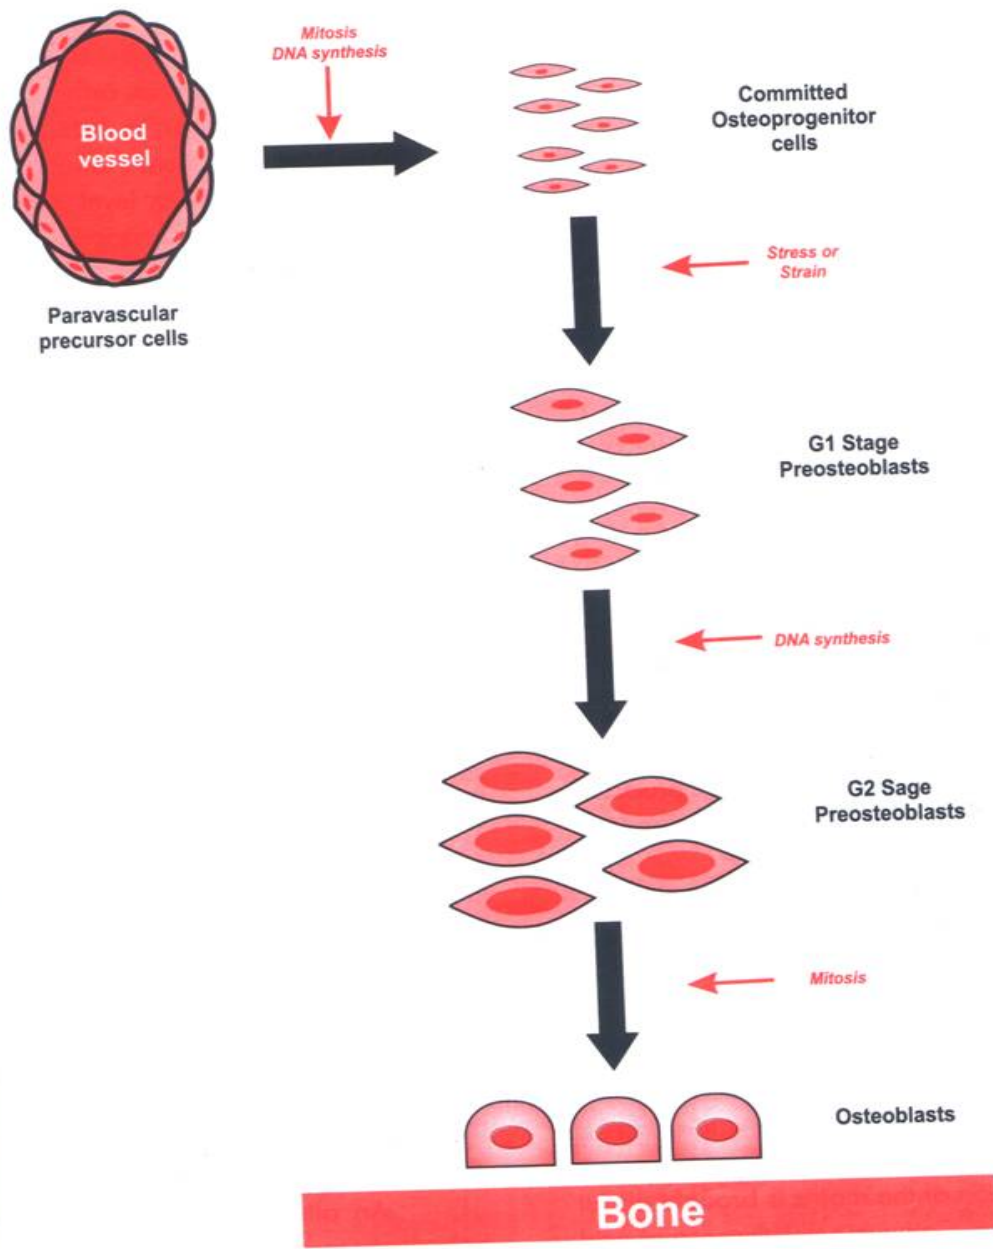 Mitosis
DNA synthesis
Blood
vessel
Committed
Osteoprogenitor
cells
Stress or
Strain
Paravascular
precursor cells
G1 Stage
Preosteoblasts
DNA synthesis
G2 Sage
Preosteoblasts
Mitosis
Osteoblasts
Bone